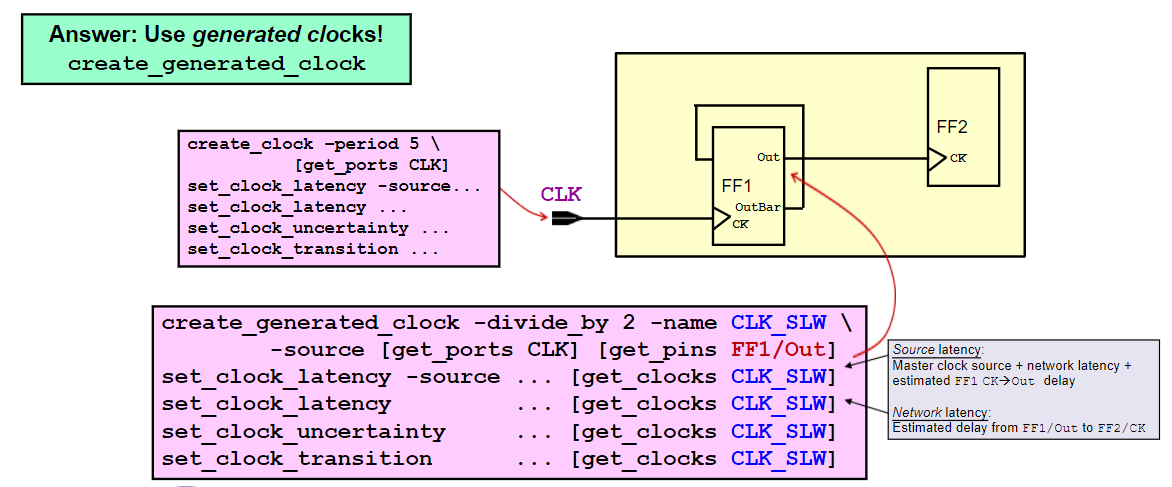 Answer: Use generated clocks!
create_generated_clock
create_clock –period 5 \
[get_ports CLK]
set_clock_latency -source...
set_clock_latency ...
set_clock_uncertainty ...
set_clock_transition ...
CLK
FF1
Out
OutBar
CK
FF2
CK
create_generated_clock -divide_by 2 -name CLK_SLW \
-source [get_ports CLK] [get_pins FF1/Out]
set_clock_latency -source ... [get_clocks CLK_SLW]
set_clock_latency ... [get_clocks CLK_SLW]
set_clock_uncertainty ... [get_clocks CLK_SLW]
set_clock_transition ... [get_clocks CLK_SLW]
Source latency:
Master clock source + network latency +
estimated FF1 CK→Out delay
Network latency:
Estimated delay from FF1/Out to FF2/CK